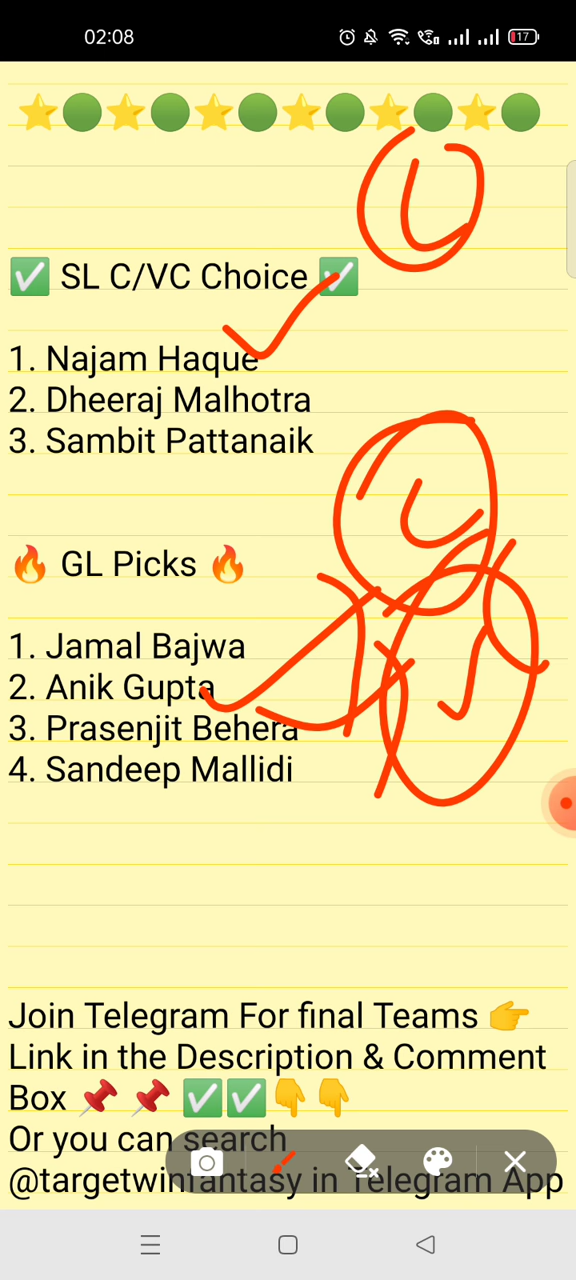 02:08
17
✅ SL C/VC Choice ✅
1. Najam Haque
2. Dheeraj Malhotra
3. Sambit Pattanaik
🔥 GL Picks 🔥
1. Jamal Bajwa
2. Anik Gupta
3. Prasenjit Behera
4. Sandeep Mallidi
Join Telegram For final Teams 👉
Link in the Description & Comment
Box 📌 📌 ✅✅👇👇
Or you can search
@targetwinfantasy in Telegram App